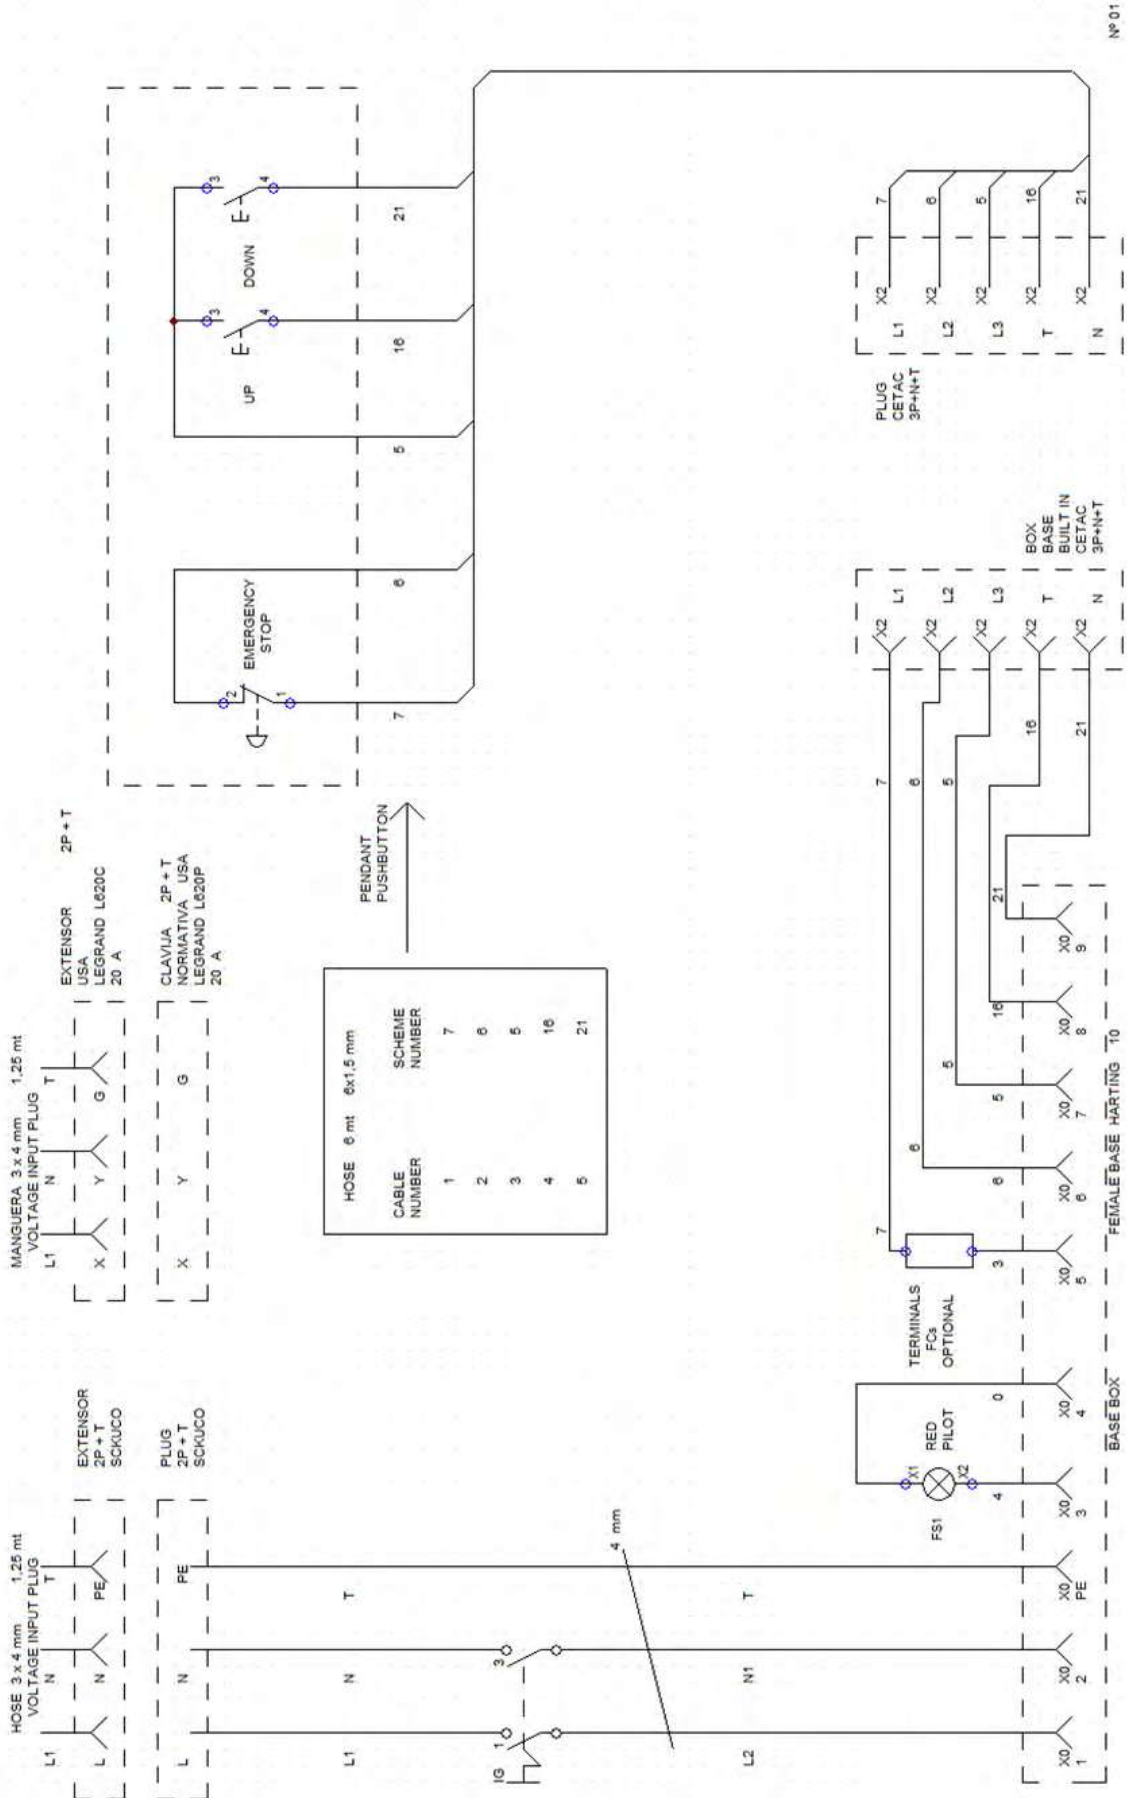 HOSE 3 x 4 mm 1,25 mt
VOLTAGE INPUT PLUG
L1 N T
L N PE
EXTENSOR
2P + T
SCKUCO
L N PE
PLUG
2P + T
SCKUCO
MANGUERA 3 x 4 mm 1,25 mt
VOLTAGE INPUT PLUG
L1 N T
X Y G
EXTENSOR 2P + T
USA
LEGRAND L620C
20 A
X Y G
CLAVIJA 2P + T
NORMATIVA USA
LEGRAND L620P
20 A
L1 N T
IG 1 3
4 mm
L2 N1 T
HOSE 6 mt 6x1,5 mm
CABLE
NUMBER
SCHEME
NUMBER
1 7
2 6
3 5
4 16
5 21
PENDANT
PUSHBUTTON
EMERGENCY
STOP
2
1
UP
3
4
DOWN
3
4
7 6 5 16 21
FS1
RED
PILOT
X1
X2
4 0
TERMINALS
FCs
OPTIONAL
7
3
6
6
5
5
16
21
7
6
5
16
21
X0 X0 X0 X0 X0 X0 X0 X0 X0 X0
1 2 PE 3 4 5 6 7 8 9
BASE BOX
FEMALE BASE HARTING 10
X2 X2 X2 X2 X2
L1
L2
L3
T
N
BOX
BASE
BUILT IN
CETAC
3P+N+T
PLUG
CETAC
3P+N+T
L1
L2
L3
T
N
X2 X2 X2 X2 X2
7
6
5
16
21
Nº 01